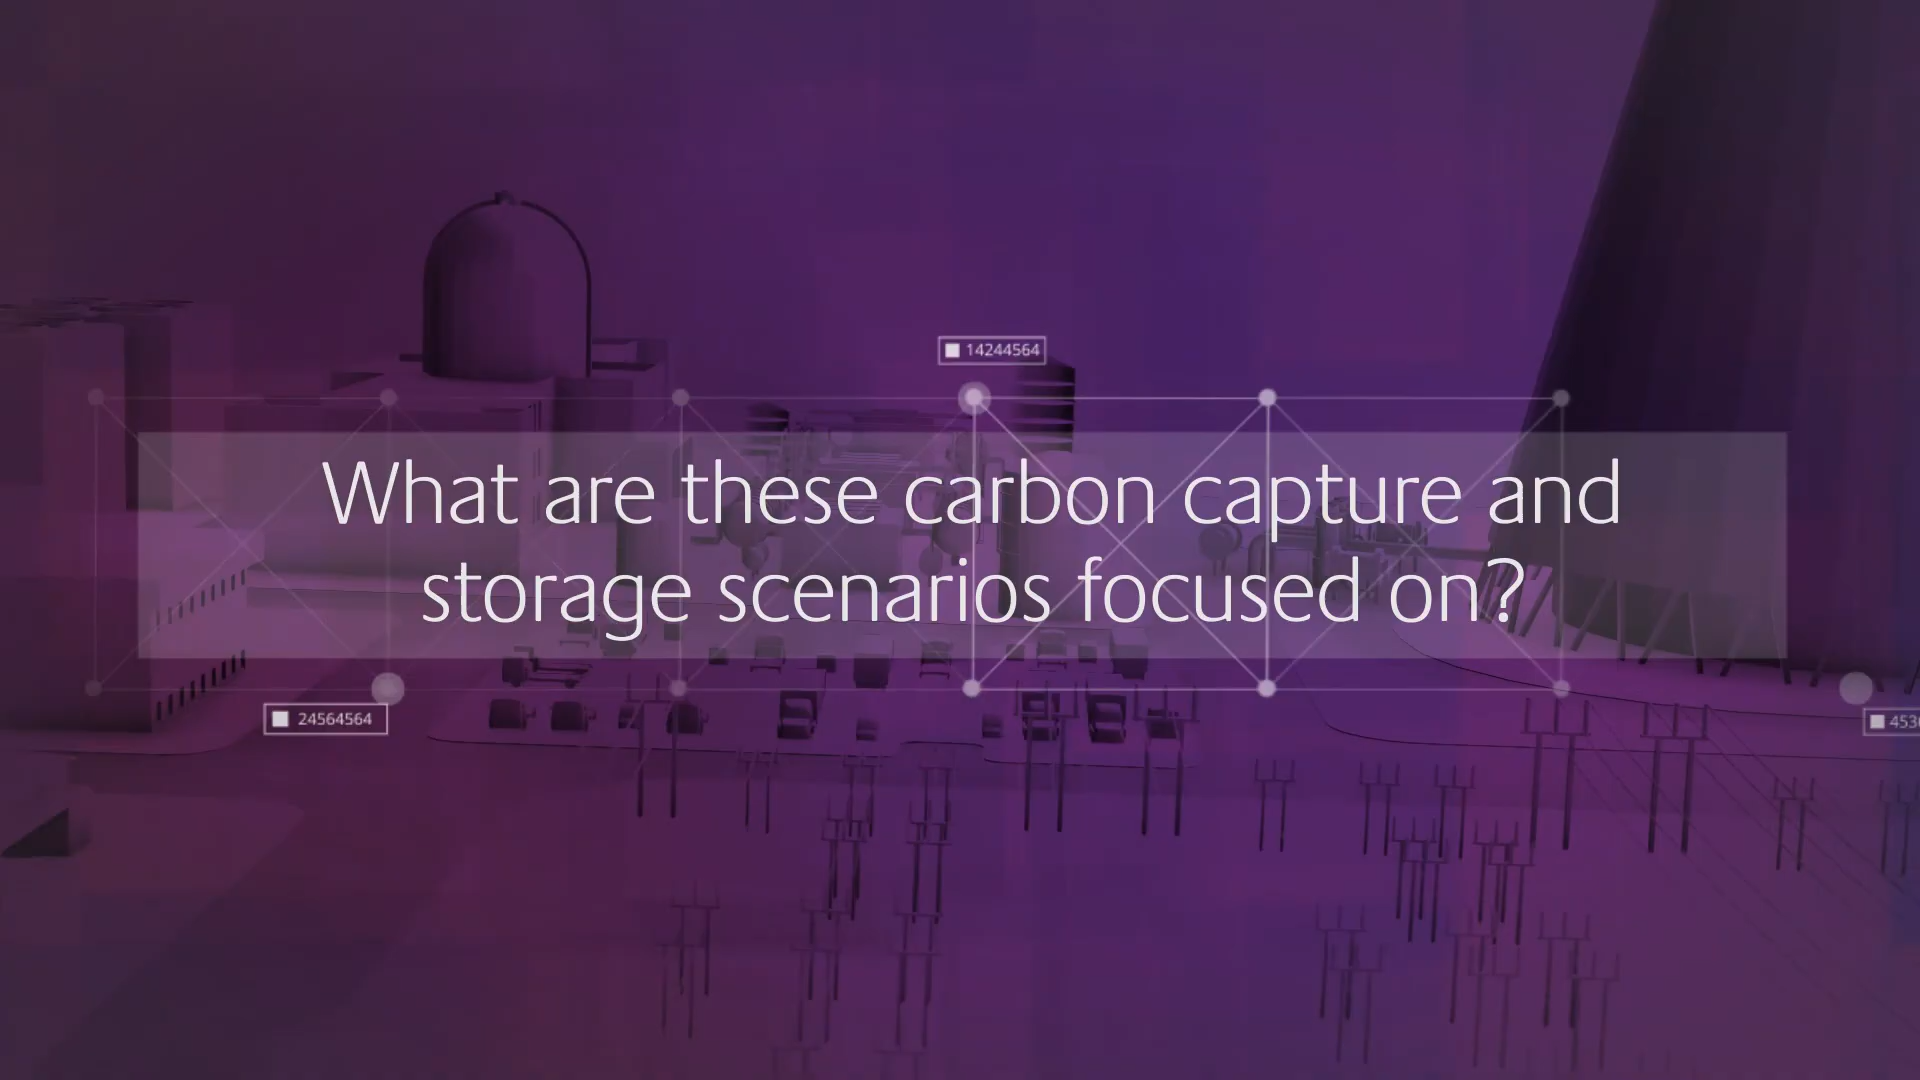 14244564
What are these carbon capture and
storage scenarios focused on?
24564564